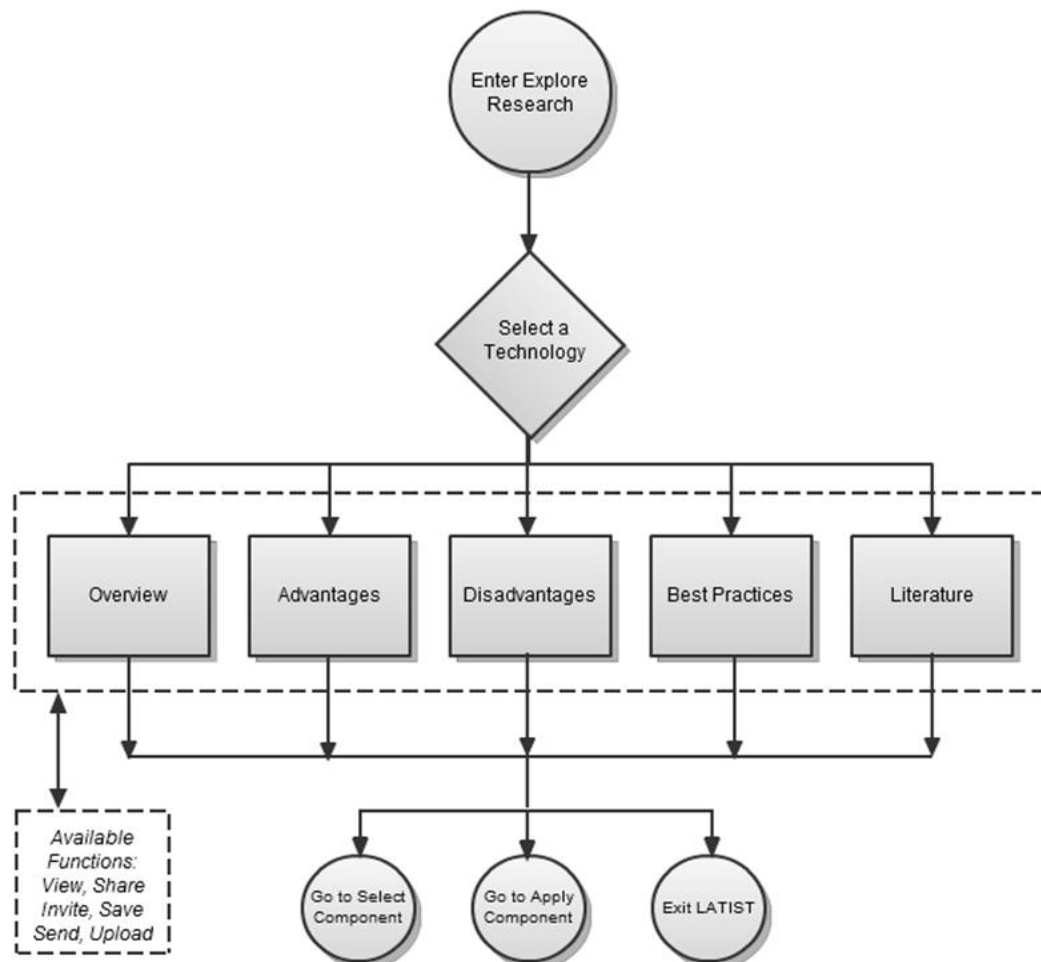 Enter Explore
Research
Select a
Technology
Overview
Advantages
Disadvantages
Best Practices
Literature
Available
Functions:
View, Share
Invite, Save
Send, Upload
Go to Select
Component
Go to Apply
Component
Exit LATIST